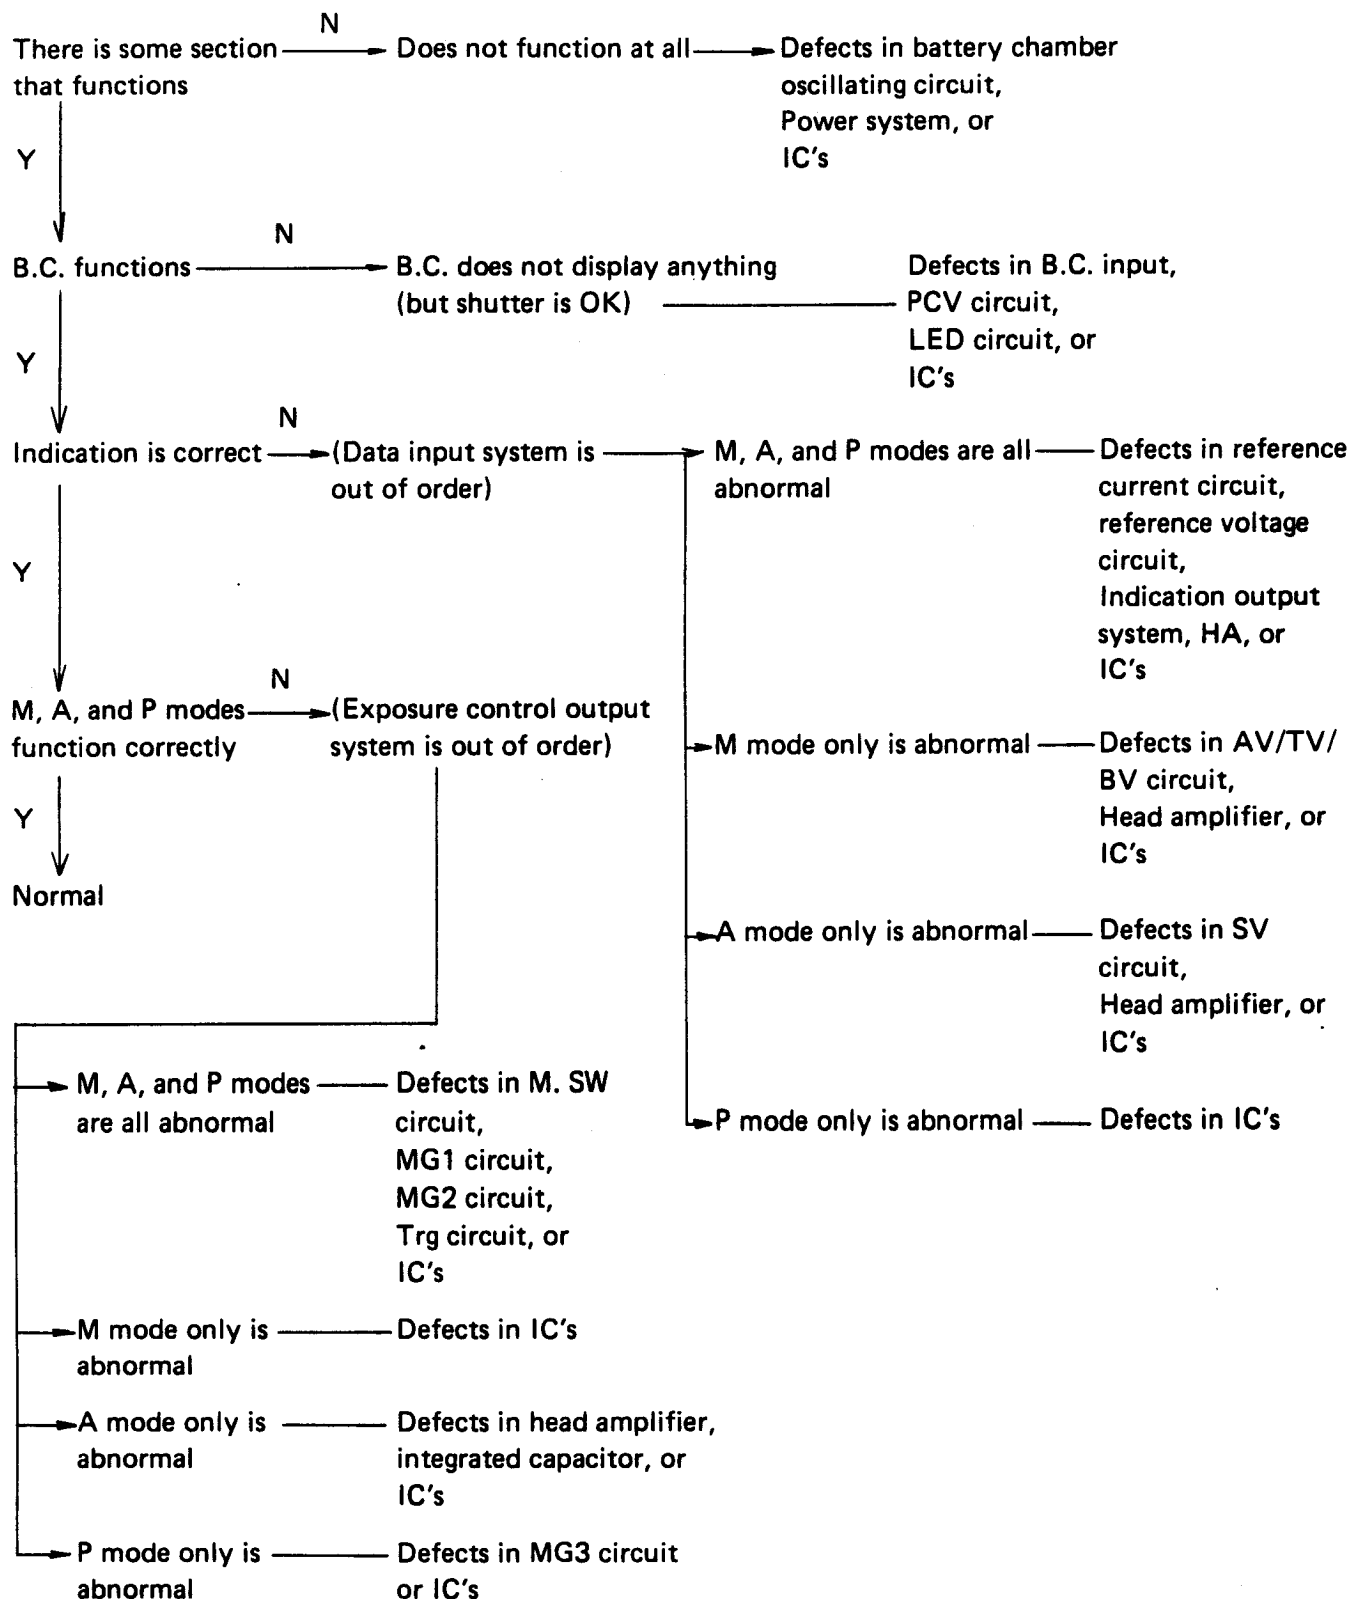 N
There is some section
that functions
Does not function at all
Defects in battery chamber
oscillating circuit,
Power system, or
IC's
Y
N
B.C. functions
B.C. does not display anything
(but shutter is OK)
Defects in B.C. input,
PCV circuit,
LED circuit, or
IC's
Y
N
Indication is correct
(Data input system is
out of order)
M, A, and P modes are all
abnormal
Defects in reference
current circuit,
reference voltage
circuit,
Indication output
system, HA, or
IC's
Y
N
M, A, and P modes
function correctly
(Exposure control output
system is out of order)
M mode only is abnormal
Defects in AV/TV/
BV circuit,
Head amplifier, or
IC's
Y
Normal
A mode only is abnormal
Defects in SV
circuit,
Head amplifier, or
IC's
P mode only is abnormal
Defects in IC's
M, A, and P modes
are all abnormal
Defects in M. SW
circuit,
MG1 circuit,
MG2 circuit,
Trg circuit, or
IC's
M mode only is
abnormal
Defects in IC's
A mode only is
abnormal
Defects in head amplifier,
integrated capacitor, or
IC's
P mode only is
abnormal
Defects in MG3 circuit
or IC's